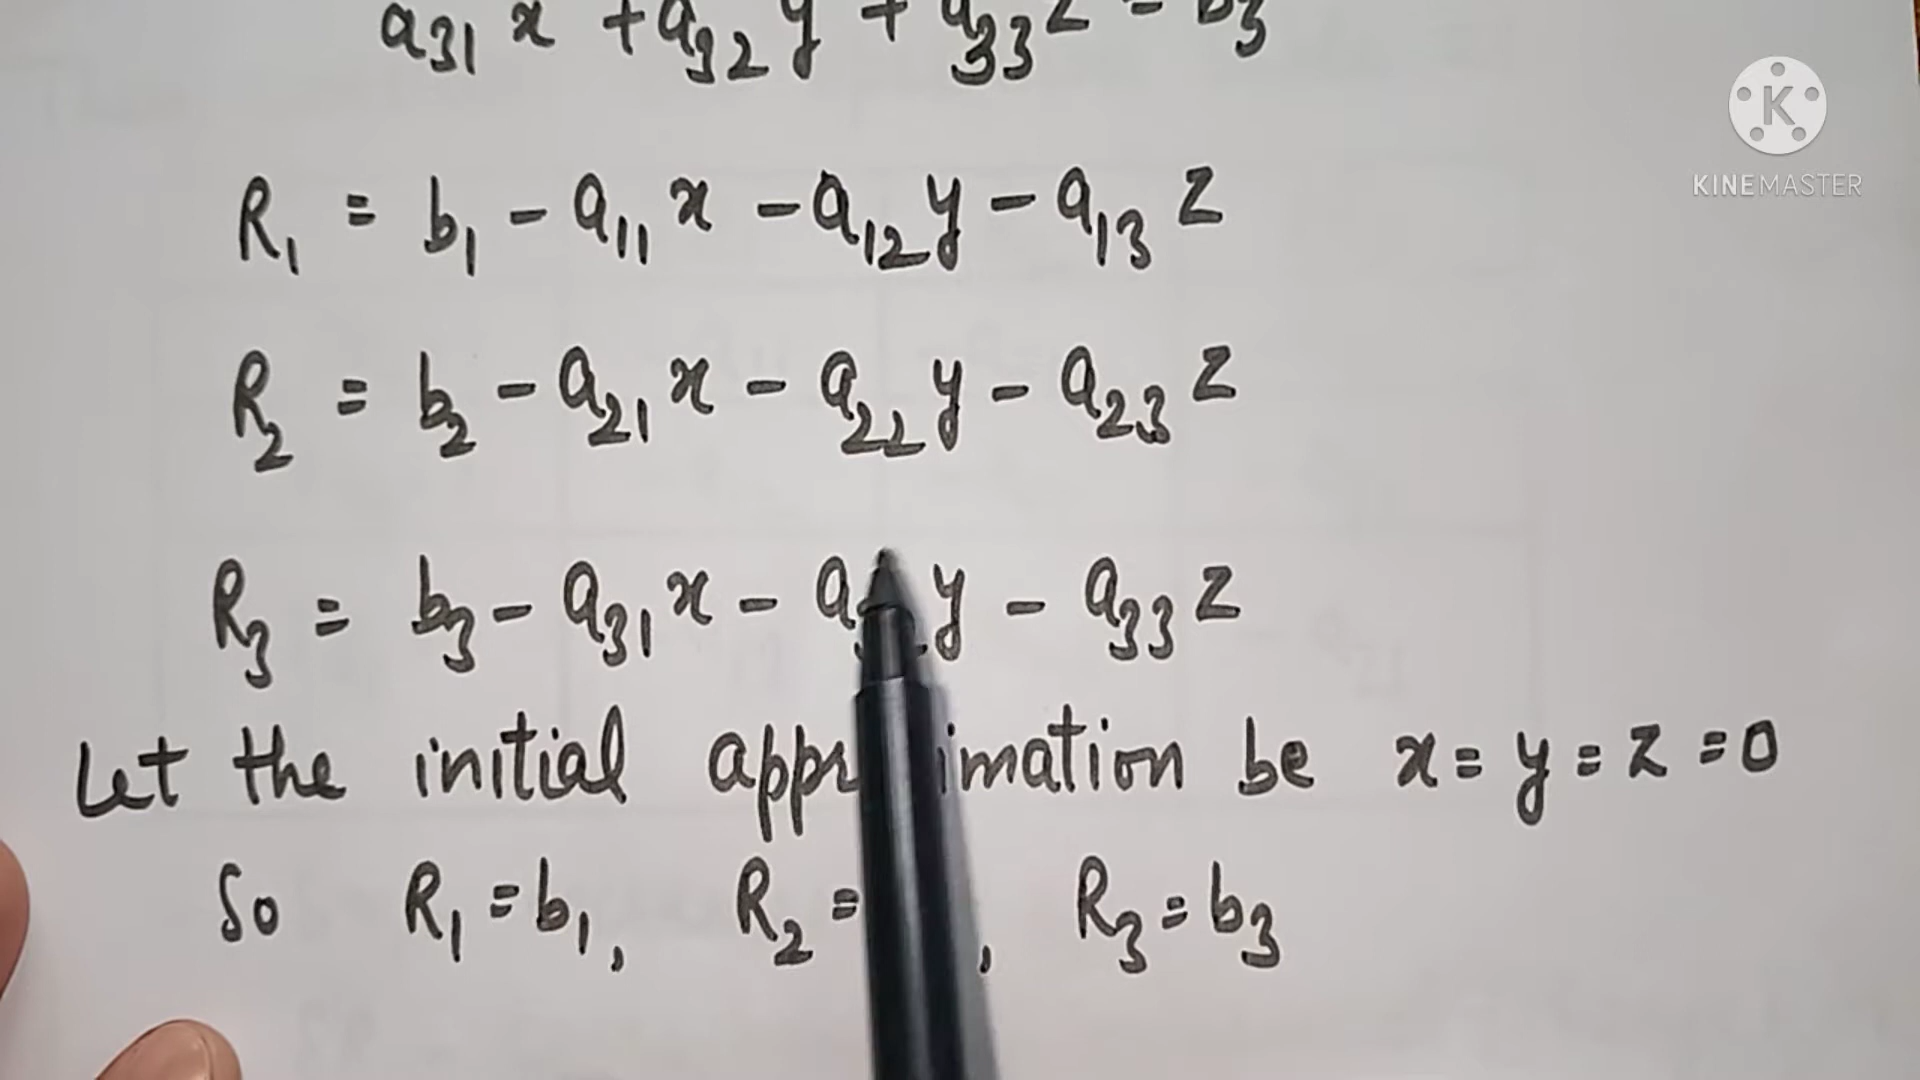 a31 x + a32 y + a33 z = b3
K
KINEMASTER
R1 = b1 - a11 x - a12 y - a13 z
R2 = b2 - a21 x - a22 y - a23 z
R3 = b3 - a31 x - a y - a33 z
Let the initial be x = y = z = 0
So R1 = b1, R2 = , R3 = b3